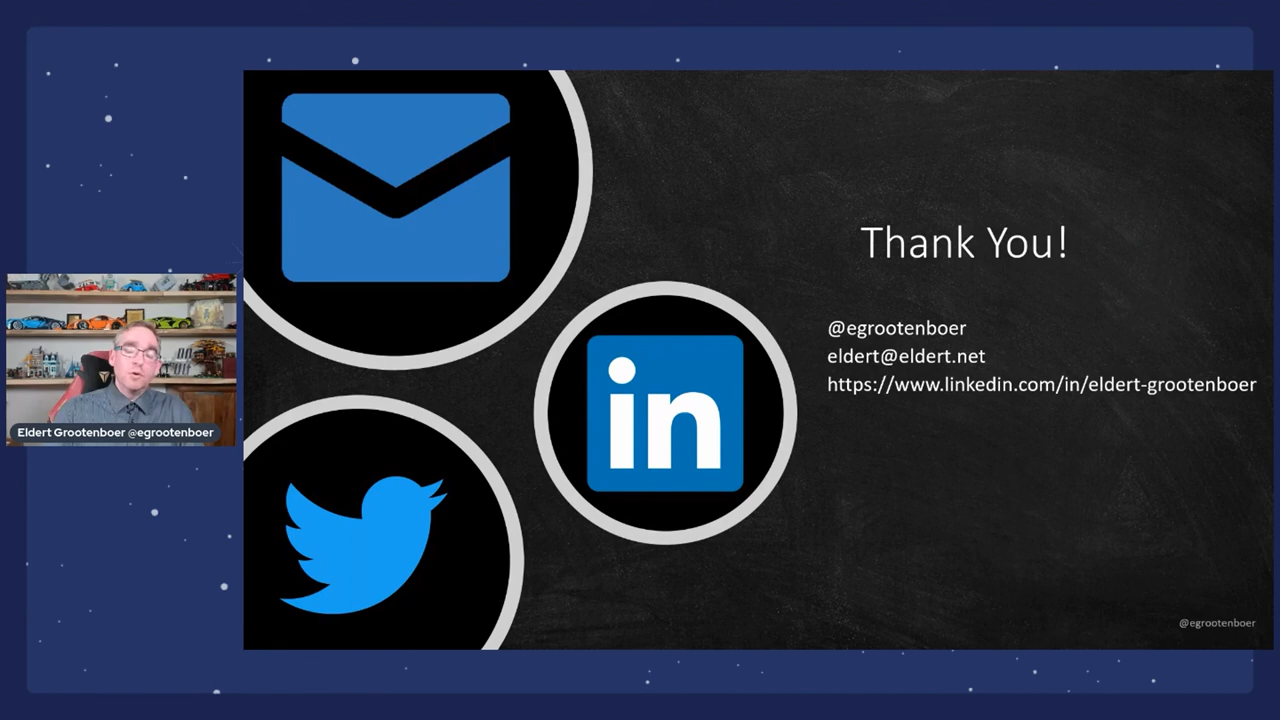 Thank You!
@egrootenboer
eldert@eldert.net
https://www.linkedin.com/in/eldert-grootenboer
in
Eldert Grootenboer @egrootenboer
@egrootenboer